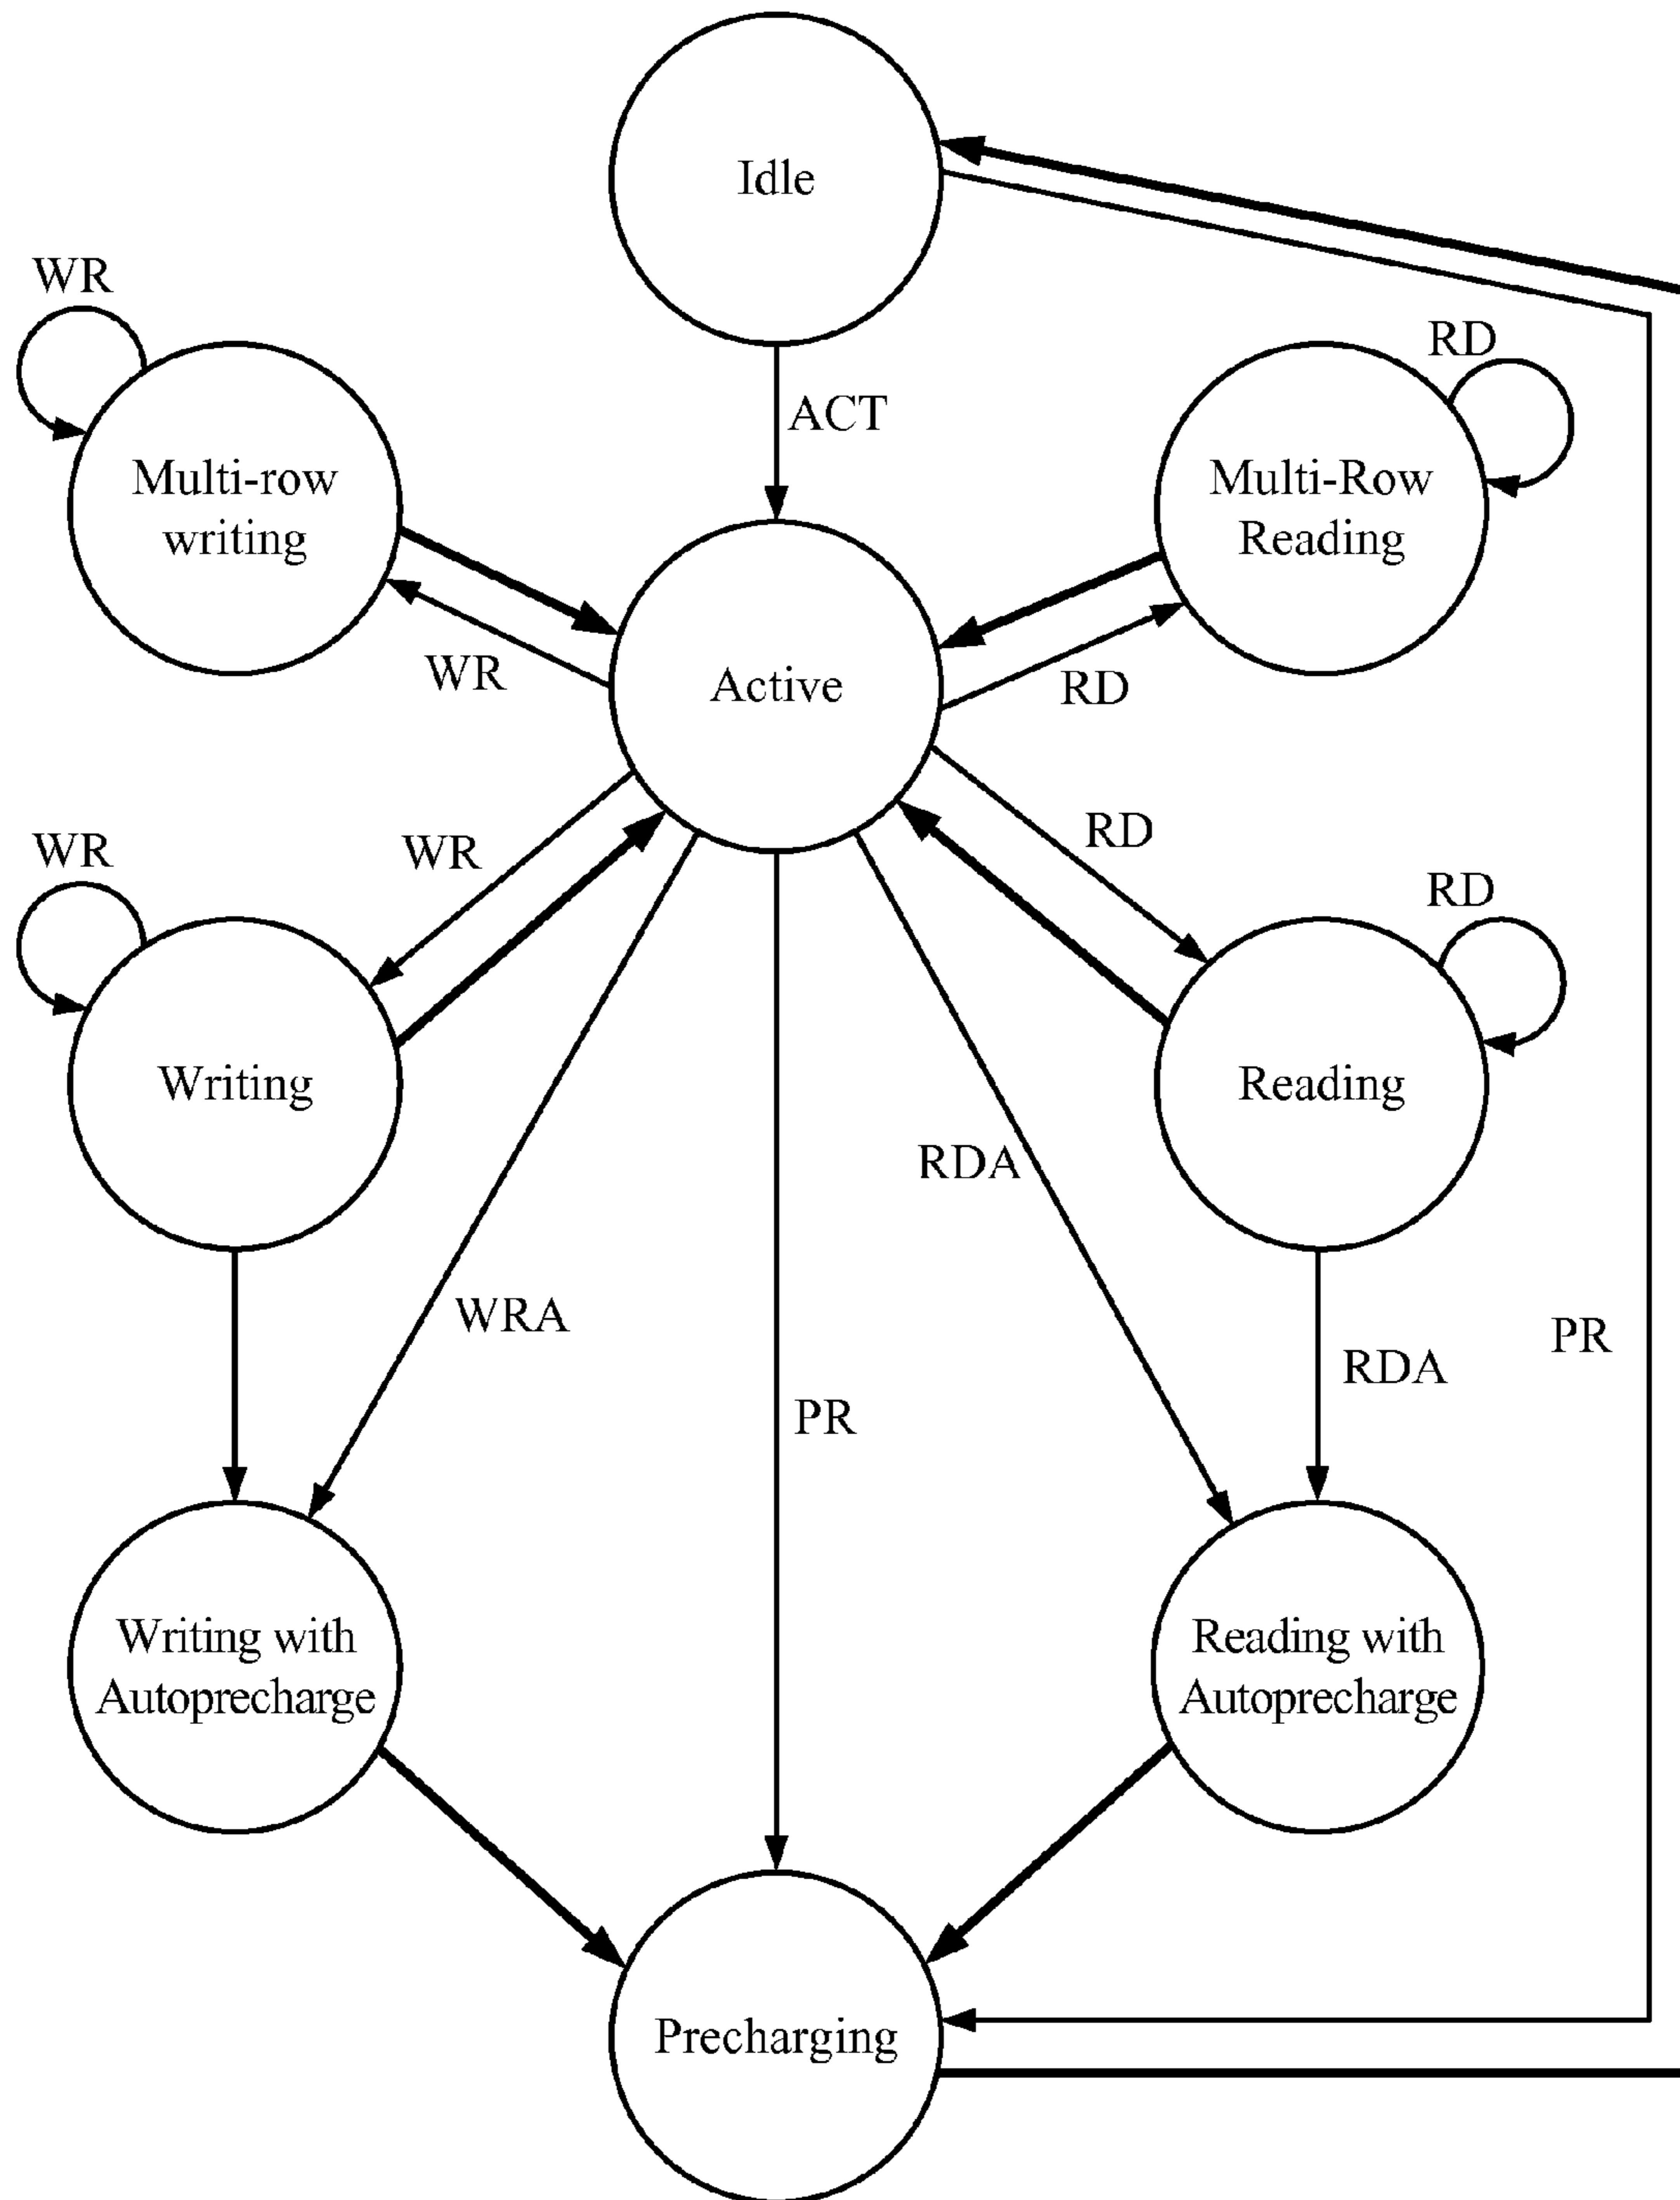 Idle
WR
RD
ACT
Multi-row
writing
Multi-Row
Reading
WR
Active
RD
WR
WR
RD
RD
Writing
Reading
RDA
WRA
PR
RDA
PR
Writing with
Autoprecharge
Reading with
Autoprecharge
Precharging